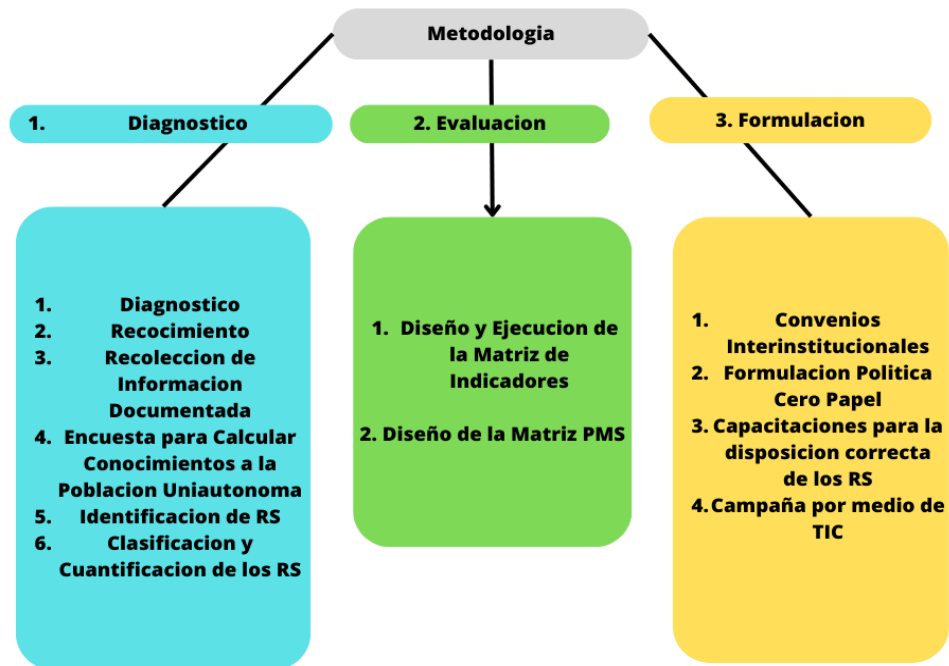 Metodologia
1. Diagnostico
2. Evaluacion
3. Formulacion
1. Diagnostico
2. Recocimiento
3. Recoleccion de
Informacion
Documentada
4. Encuesta para Calcular
Conocimientos a la
Poblacion Uniautonoma
5. Identificacion de RS
6. Clasificacion y
Cuantificacion de los RS
1. Diseño y Ejecucion de
la Matriz de
Indicadores
2. Diseño de la Matriz PMS
1. Convenios
Interinstitucionales
2. Formulacion Politica
Cero Papel
3. Capacitaciones para la
disposicion correcta
de los RS
4. Campaña por medio de
TIC